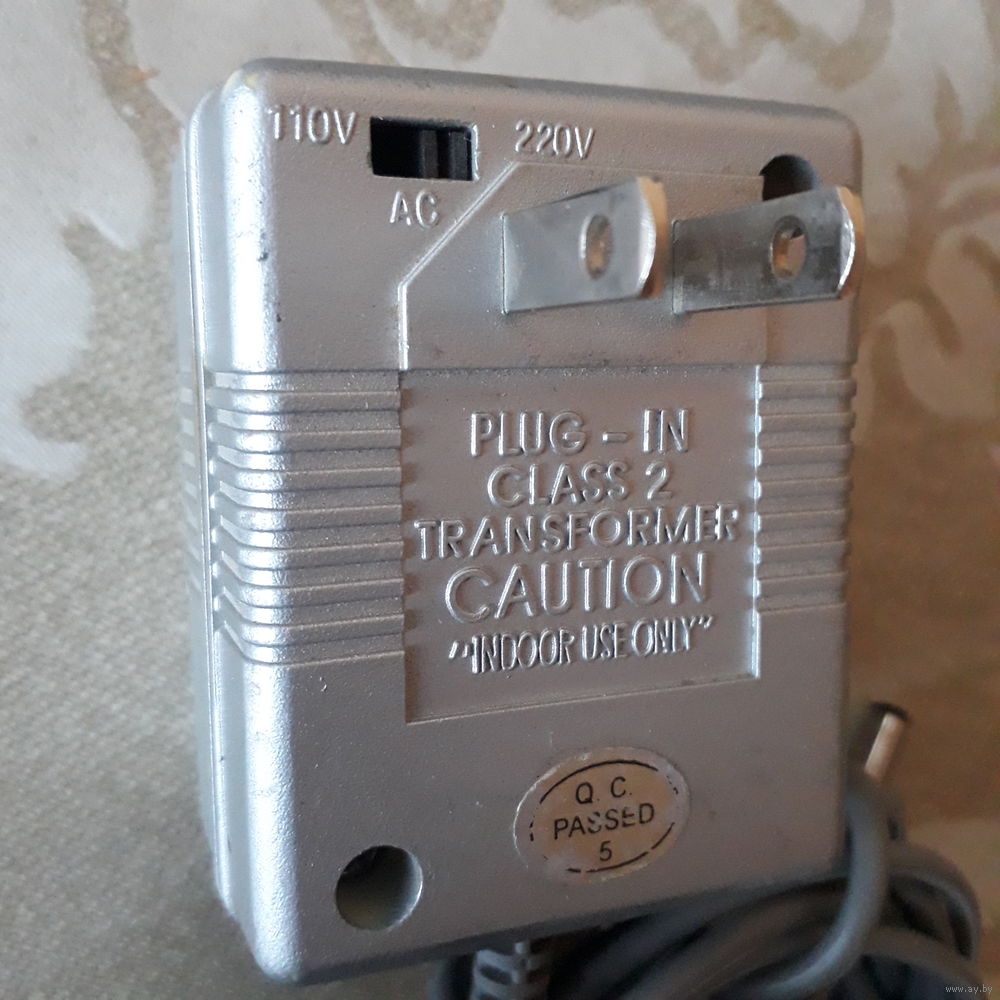 110V 220V
AC
PLUG - IN
CLASS 2
TRANSFORMER
CAUTION
"INDOOR USE ONLY"
Q. C.
PASSED
5
www.ay.by